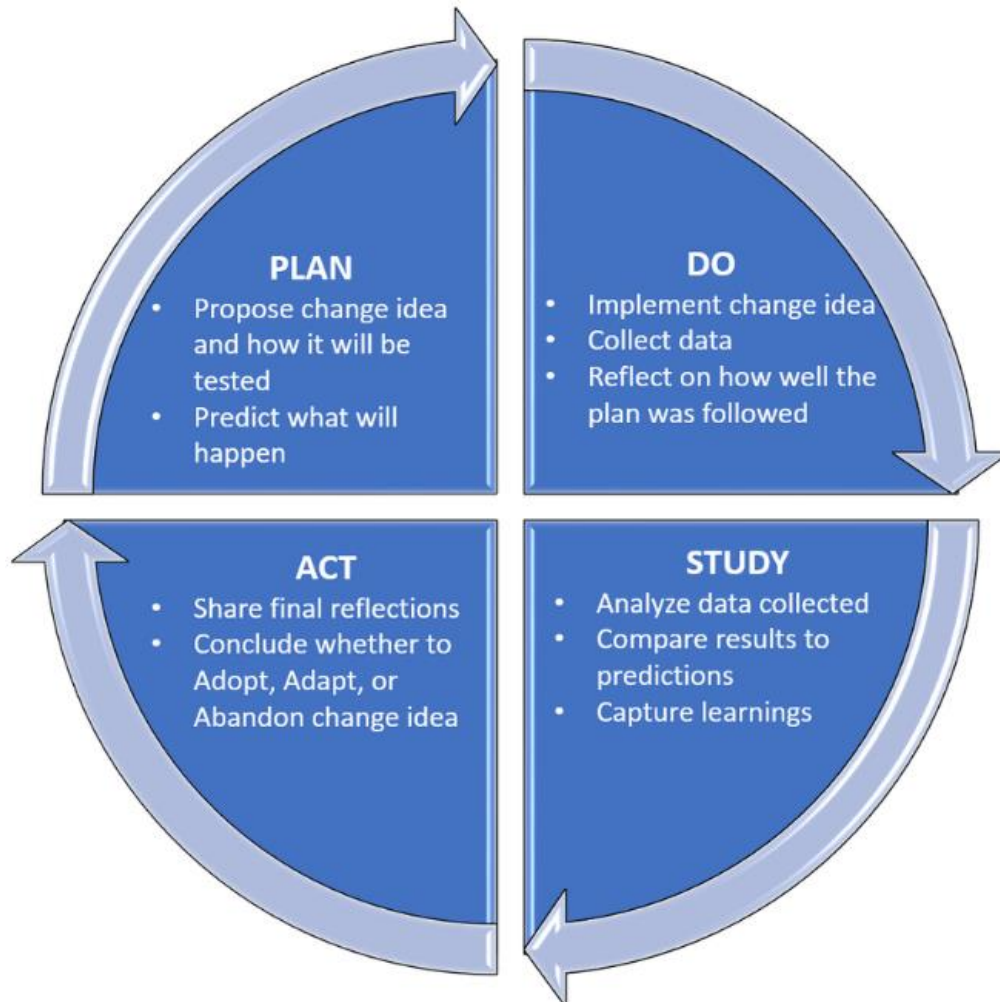 PLAN
• Propose change idea
and how it will be
tested
• Predict what will
happen
DO
• Implement change idea
• Collect data
• Reflect on how well the
plan was followed
STUDY
• Analyze data collected
• Compare results to
predictions
• Capture learnings
ACT
• Share final reflections
• Conclude whether to
Adopt, Adapt, or
Abandon change idea